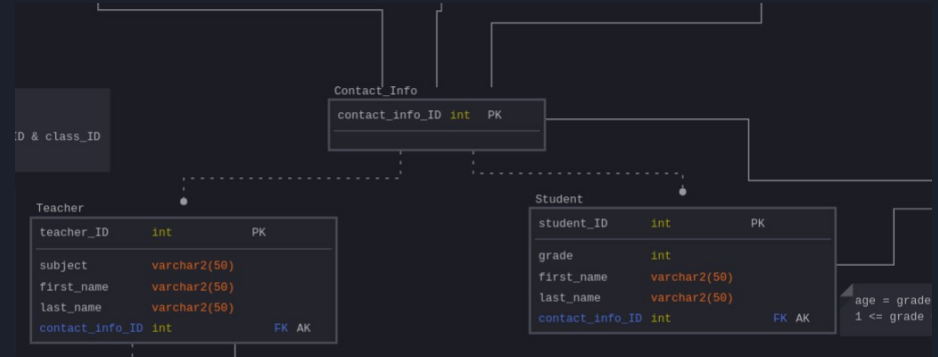 Contact_Info
contact_info_ID int PK
ID & class_ID
Teacher
teacher_ID int PK
subject varchar2(50)
first_name varchar2(50)
last_name varchar2(50)
contact_info_ID int FK AK
Student
student_ID int PK
grade int
first_name varchar2(50)
last_name varchar2(50)
contact_info_ID int FK AK
age = grade
1 <= grade